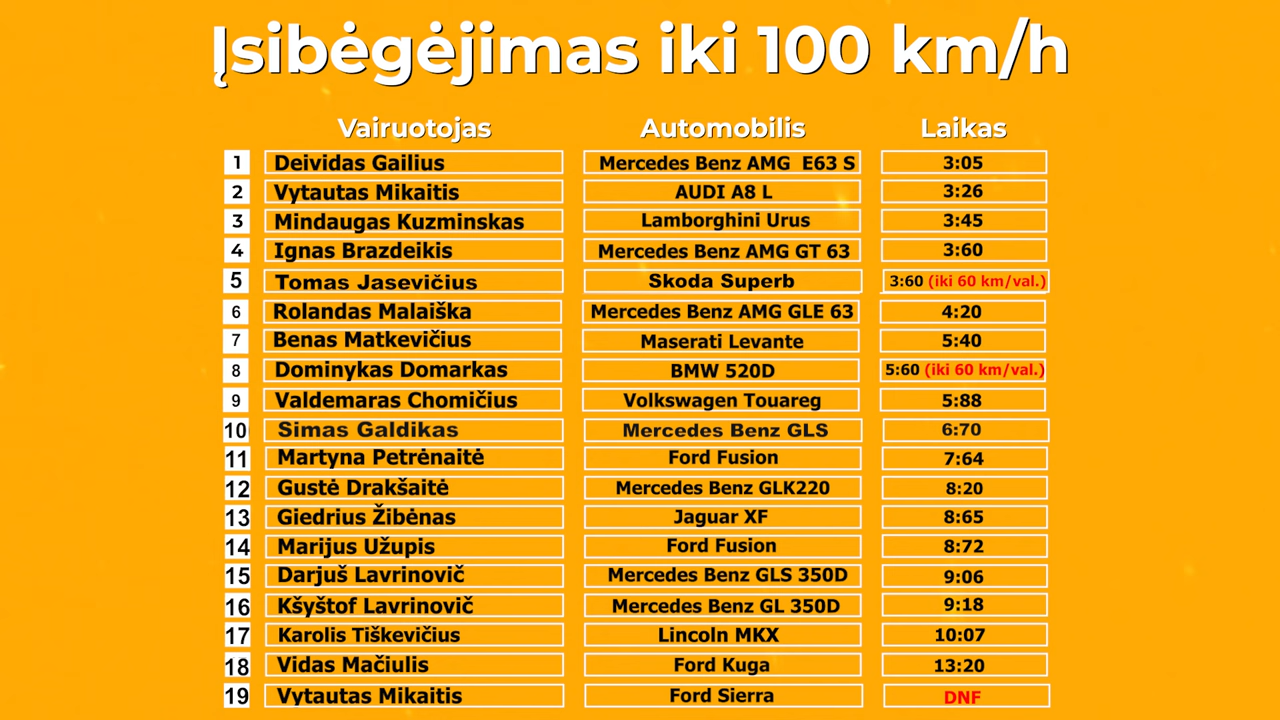 Įsibėgėjimas iki 100 km/h
Vairuotojas Automobilis Laikas
1 Deividas Gailius Mercedes Benz AMG E63 S 3:05
2 Vytautas Mikaitis AUDI A8 L 3:26
3 Mindaugas Kuzminskas Lamborghini Urus 3:45
4 Ignas Brazdeikis Mercedes Benz AMG GT 63 3:60
5 Tomas Jasevičius Skoda Superb 3:60 (iki 60 km/val.)
6 Rolandas Malaiška Mercedes Benz AMG GLE 63 4:20
7 Benas Matkevičius Maserati Levante 5:40
8 Dominykas Domarkas BMW 520D 5:60 (iki 60 km/val.)
9 Valdemaras Chomičius Volkswagen Touareg 5:88
10 Simas Galdikas Mercedes Benz GLS 6:70
11 Martyna Petrėnaitė Ford Fusion 7:64
12 Gustė Drakšaitė Mercedes Benz GLK220 8:20
13 Giedrius Žibėnas Jaguar XF 8:65
14 Marijus Užupis Ford Fusion 8:72
15 Darjuš Lavrinovič Mercedes Benz GLS 350D 9:06
16 Kšyštof Lavrinovič Mercedes Benz GL 350D 9:18
17 Karolis Tiškevičius Lincoln MKX 10:07
18 Vidas Mačiulis Ford Kuga 13:20
19 Vytautas Mikaitis Ford Sierra DNF